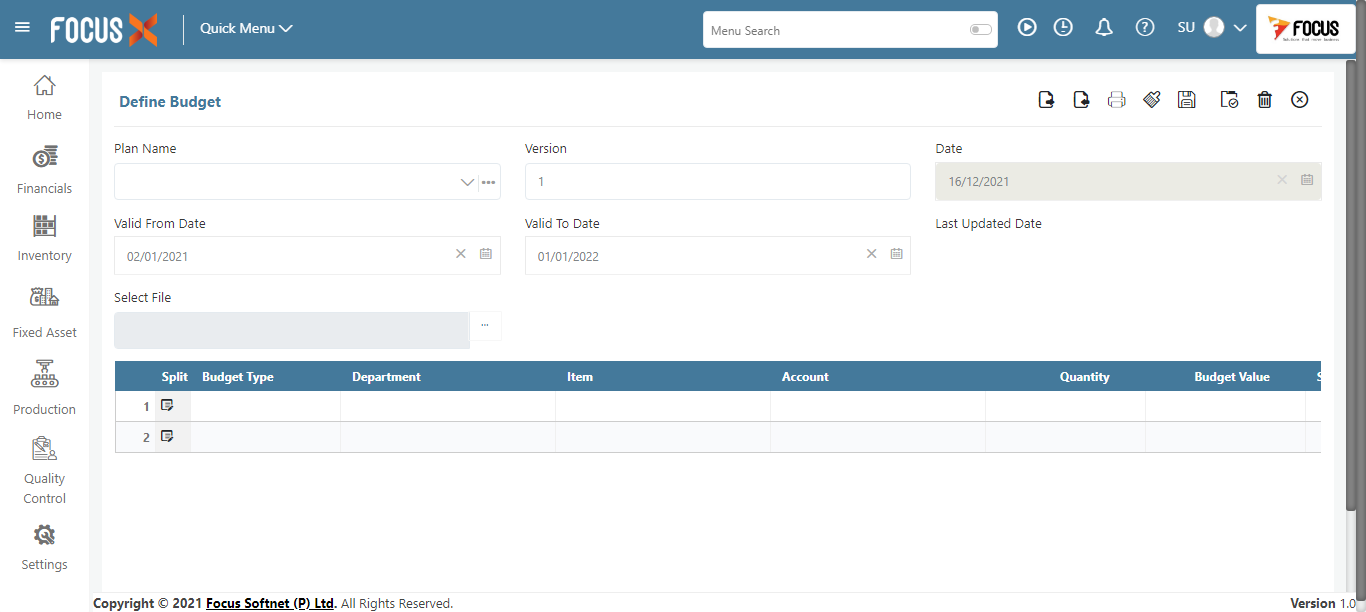 FOCUS X Quick Menu Menu Search SU FOCUS
Home
Financials
Inventory
Fixed Asset
Production
Quality
Control
Settings
Define Budget
Plan Name Version Date
1 16/12/2021
Valid From Date Valid To Date Last Updated Date
02/01/2021 01/01/2022
Select File
...
Split Budget Type Department Item Account Quantity Budget Value
1
2
Copyright © 2021 Focus Softnet (P) Ltd. All Rights Reserved. Version 1.0